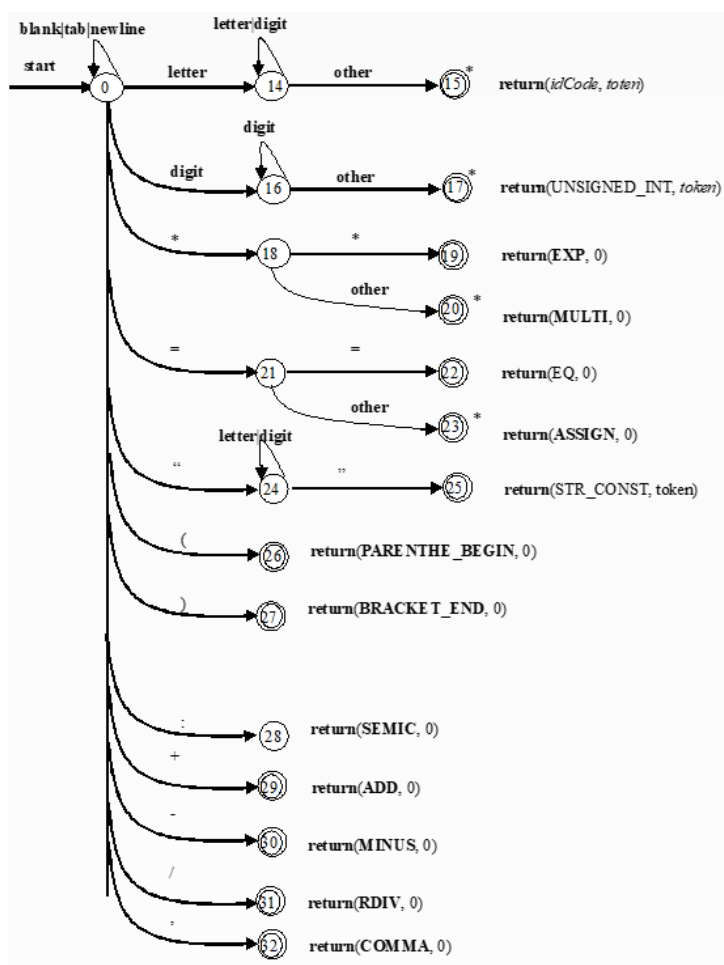 blank|tab|newline
letter|digit
start
letter
other
*
0
14
15
return(idCode, toten)
digit
digit
other
*
16
17
return(UNSIGNED_INT, token)
*
*
18
19
return(EXP, 0)
other
*
20
return(MULTI, 0)
=
=
21
22
return(EQ, 0)
other
*
23
return(ASSIGN, 0)
letter|digit
“
”
24
25
return(STR_CONST, token)
(
26
return(PARENTHE_BEGIN, 0)
)
27
return(BRACKET_END, 0)
:
28
return(SEMIC, 0)
+
29
return(ADD, 0)
-
30
return(MINUS, 0)
/
31
return(RDIV, 0)
,
32
return(COMMA, 0)